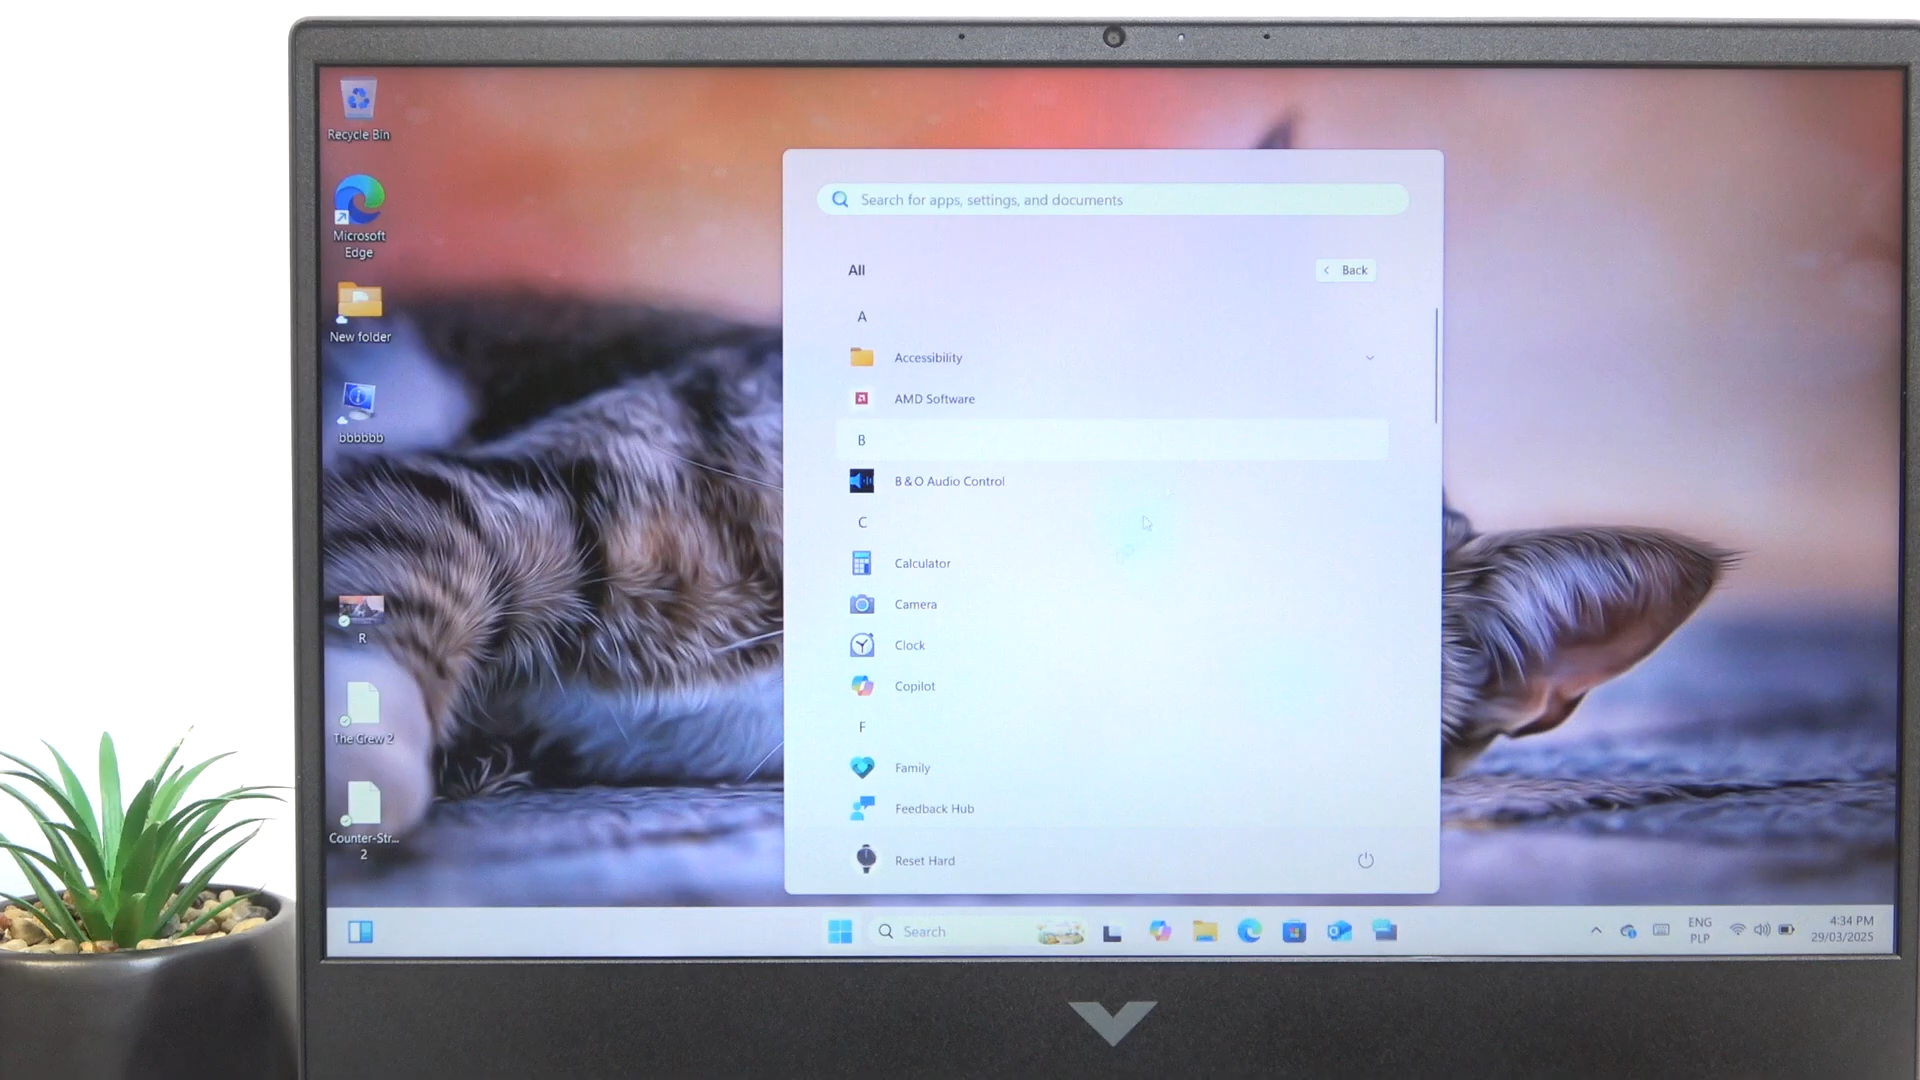 Recycle Bin
Microsoft
Edge
New folder
bbbbbb
R
The Crew 2
Counter-Str...
2
Search for apps, settings, and documents
All
Back
A
Accessibility
AMD Software
B
B&O Audio Control
C
Calculator
Camera
Clock
Copilot
F
Family
Feedback Hub
Reset Hard
Search
ENG
PLP
4:34 PM
29/03/2025